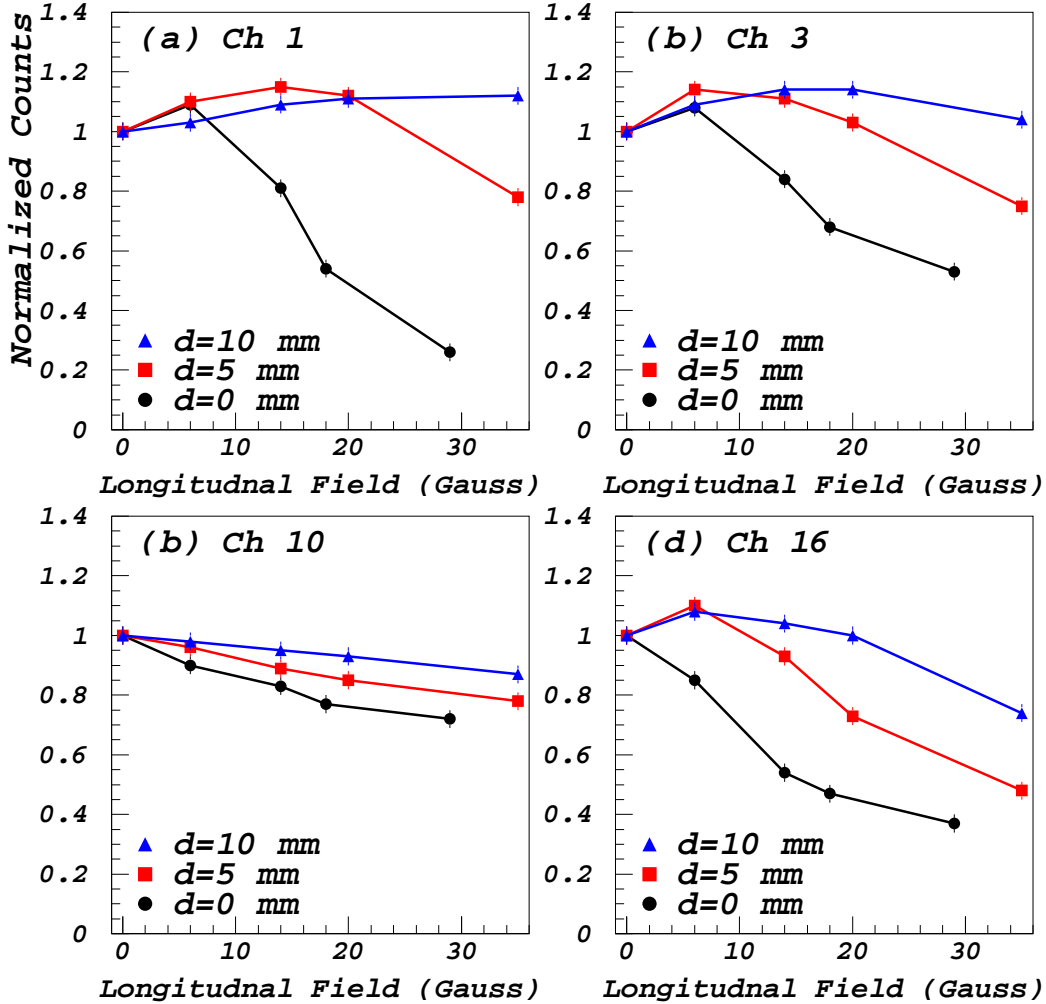 Normalized Counts
(a) Ch 1
1.4
1.2
1
0.8
0.6
0.4
0.2
0
d=10 mm
d=5 mm
d=0 mm
0 10 20 30
Longitudnal Field (Gauss)
(b) Ch 3
1.4
1.2
1
0.8
0.6
0.4
0.2
0
d=10 mm
d=5 mm
d=0 mm
0 10 20 30
Longitudnal Field (Gauss)
(b) Ch 10
1.4
1.2
1
0.8
0.6
0.4
0.2
0
d=10 mm
d=5 mm
d=0 mm
0 10 20 30
Longitudnal Field (Gauss)
(d) Ch 16
1.4
1.2
1
0.8
0.6
0.4
0.2
0
d=10 mm
d=5 mm
d=0 mm
0 10 20 30
Longitudnal Field (Gauss)